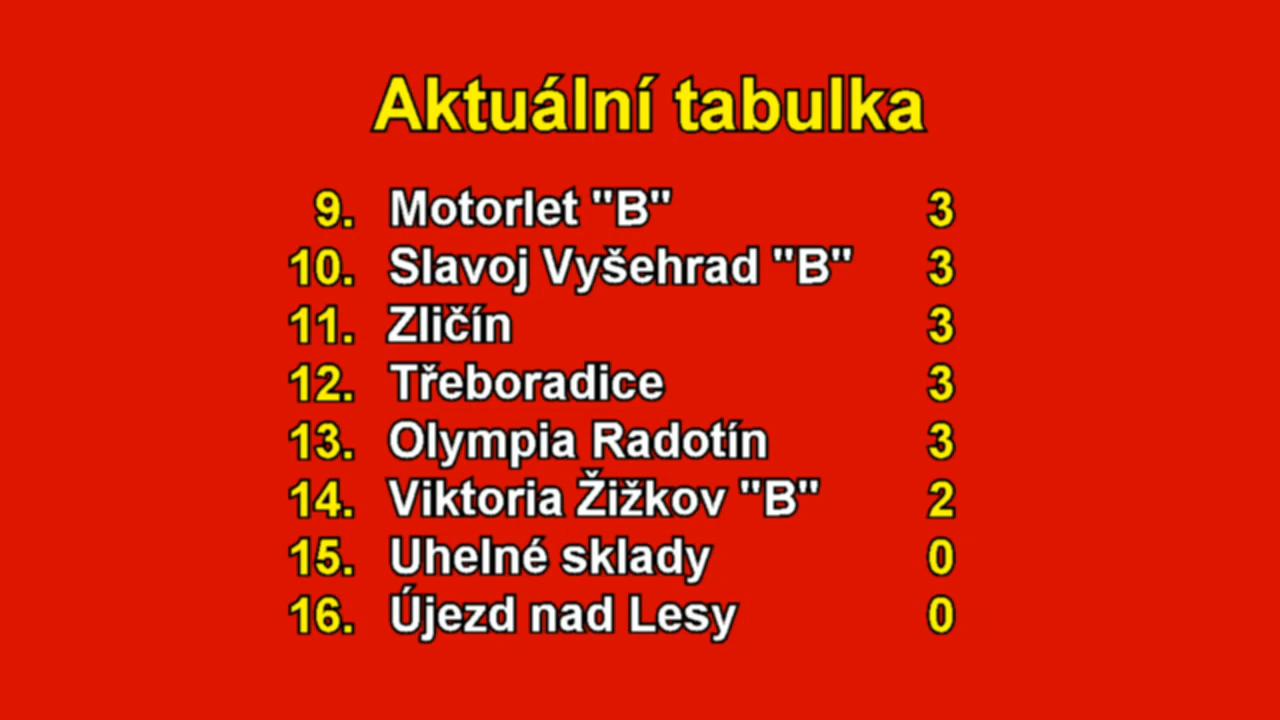 Aktuální tabulka
9. Motorlet "B" 3
10. Slavoj Vyšehrad "B" 3
11. Zličín 3
12. Třeboradice 3
13. Olympia Radotín 3
14. Viktoria Žižkov "B" 2
15. Uhelné sklady 0
16. Újezd nad Lesy 0